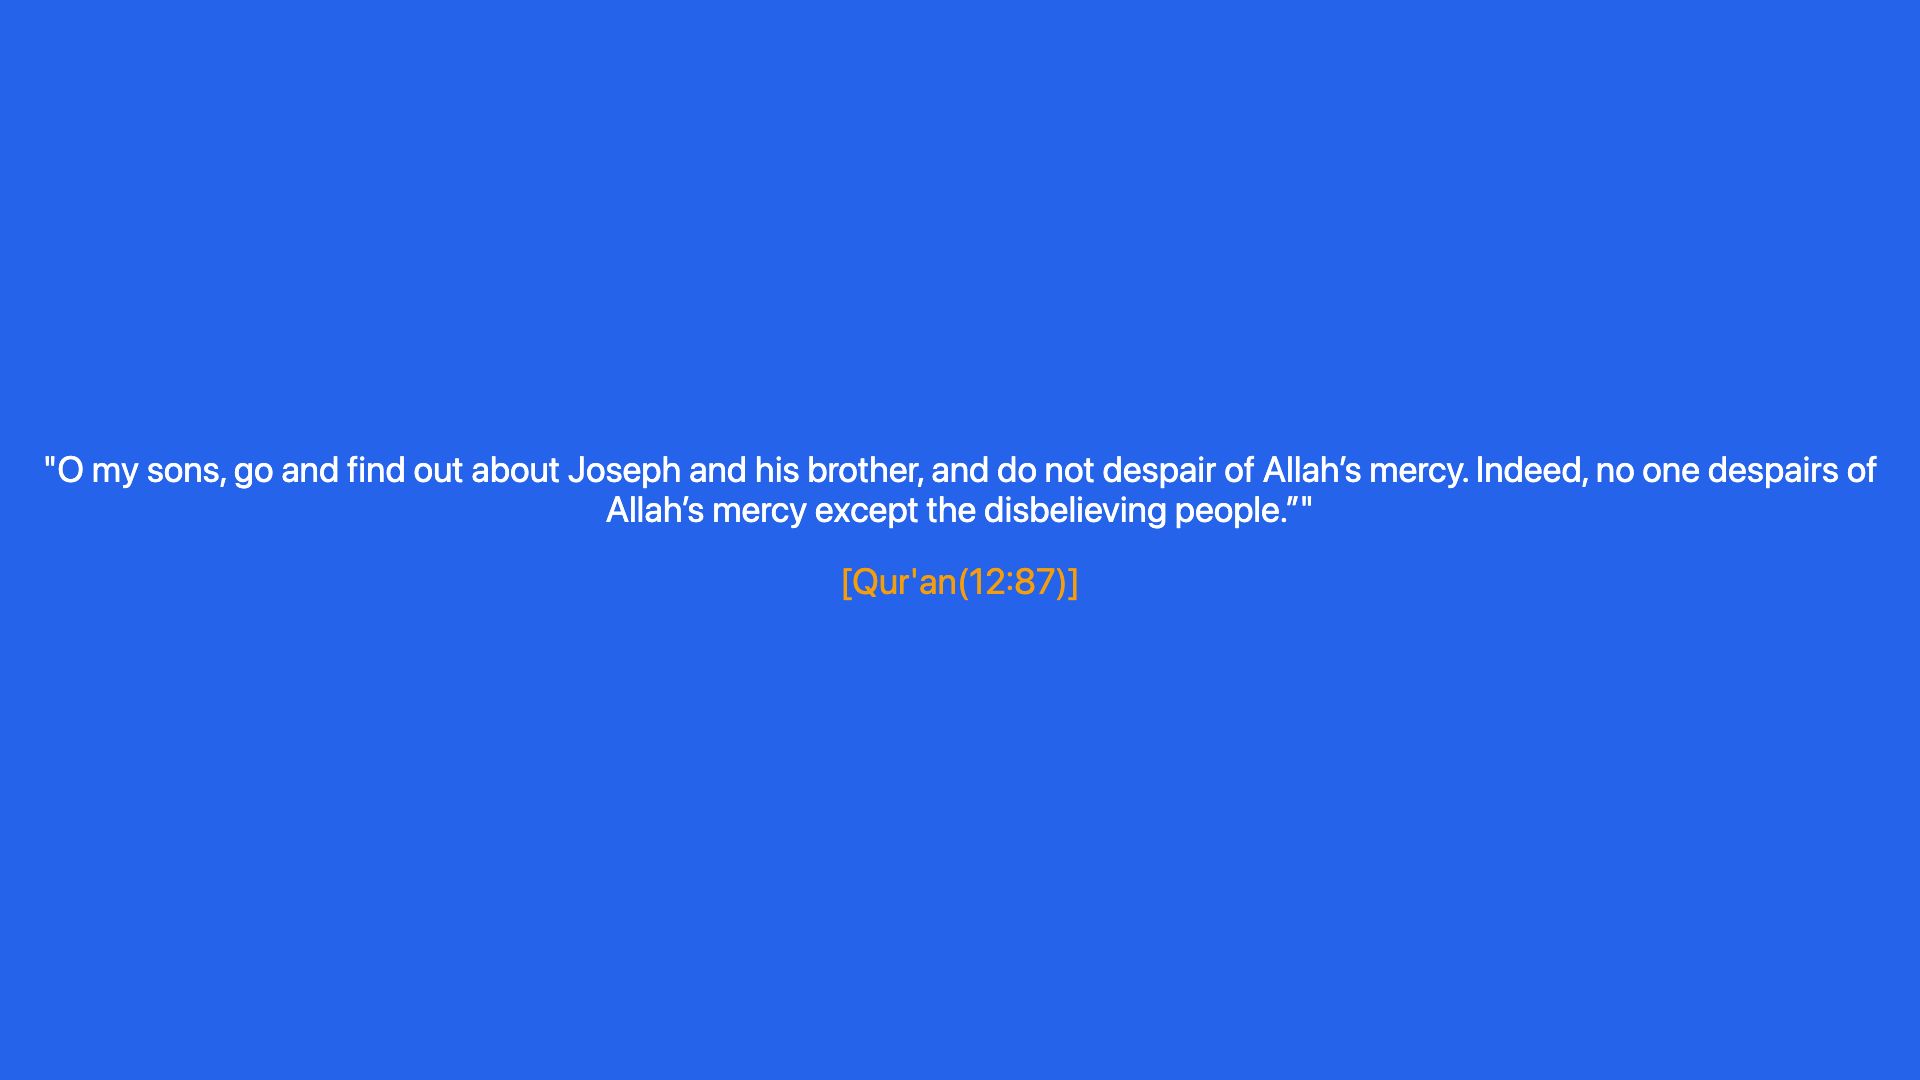 "O my sons, go and find out about Joseph and his brother, and do not despair of Allah’s mercy. Indeed, no one despairs of
Allah’s mercy except the disbelieving people.”"
[Qur'an(12:87)]